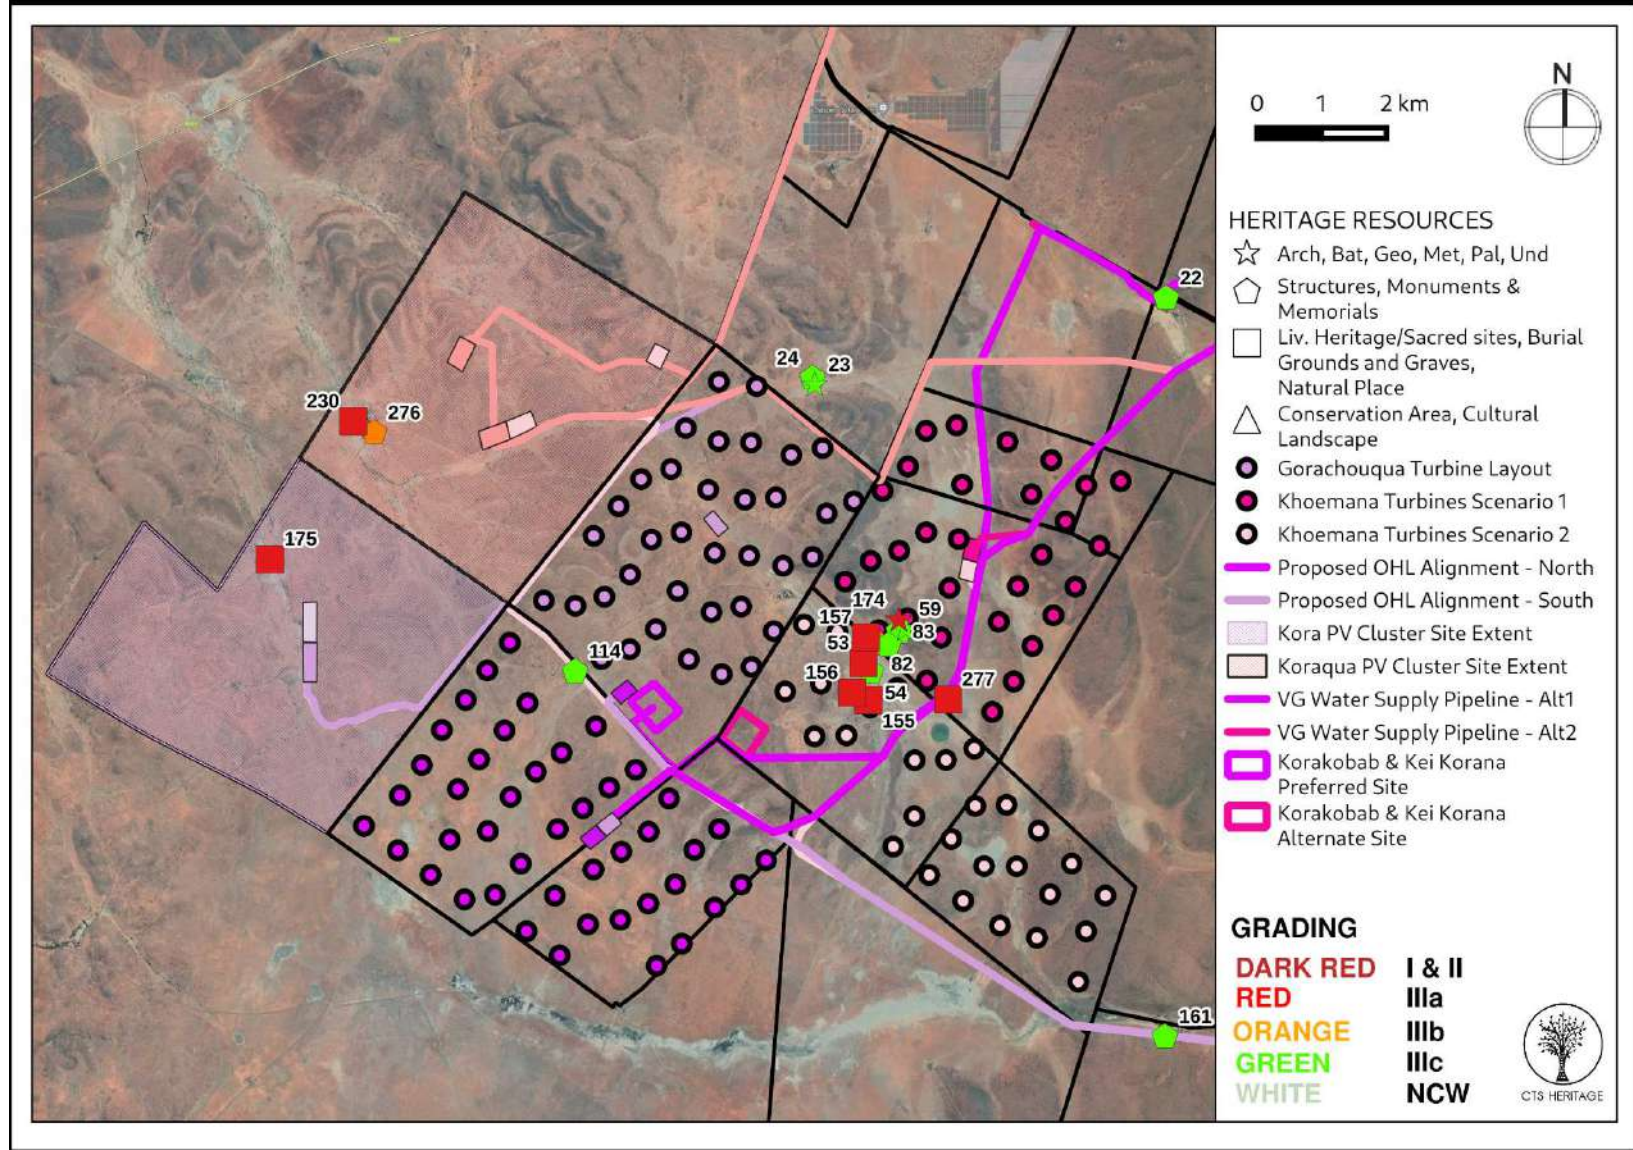 N
0 1 2 km
HERITAGE RESOURCES
Arch, Bat, Geo, Met, Pal, Und
Structures, Monuments &
Memorials
Liv. Heritage/Sacred sites, Burial
Grounds and Graves,
Natural Place
Conservation Area, Cultural
Landscape
Gorachouqua Turbine Layout
Khoemana Turbines Scenario 1
Khoemana Turbines Scenario 2
Proposed OHL Alignment - North
Proposed OHL Alignment - South
Kora PV Cluster Site Extent
Koraqua PV Cluster Site Extent
VG Water Supply Pipeline - Alt1
VG Water Supply Pipeline - Alt2
Korakobab & Kei Korana
Preferred Site
Korakobab & Kei Korana
Alternate Site
GRADING
DARK RED I & II
RED IIIa
ORANGE IIIb
GREEN IIIc
WHITE NCW
CTS HERITAGE
22
24
23
230
276
175
174
59
157
83
53
114
82
156
277
54
155
161